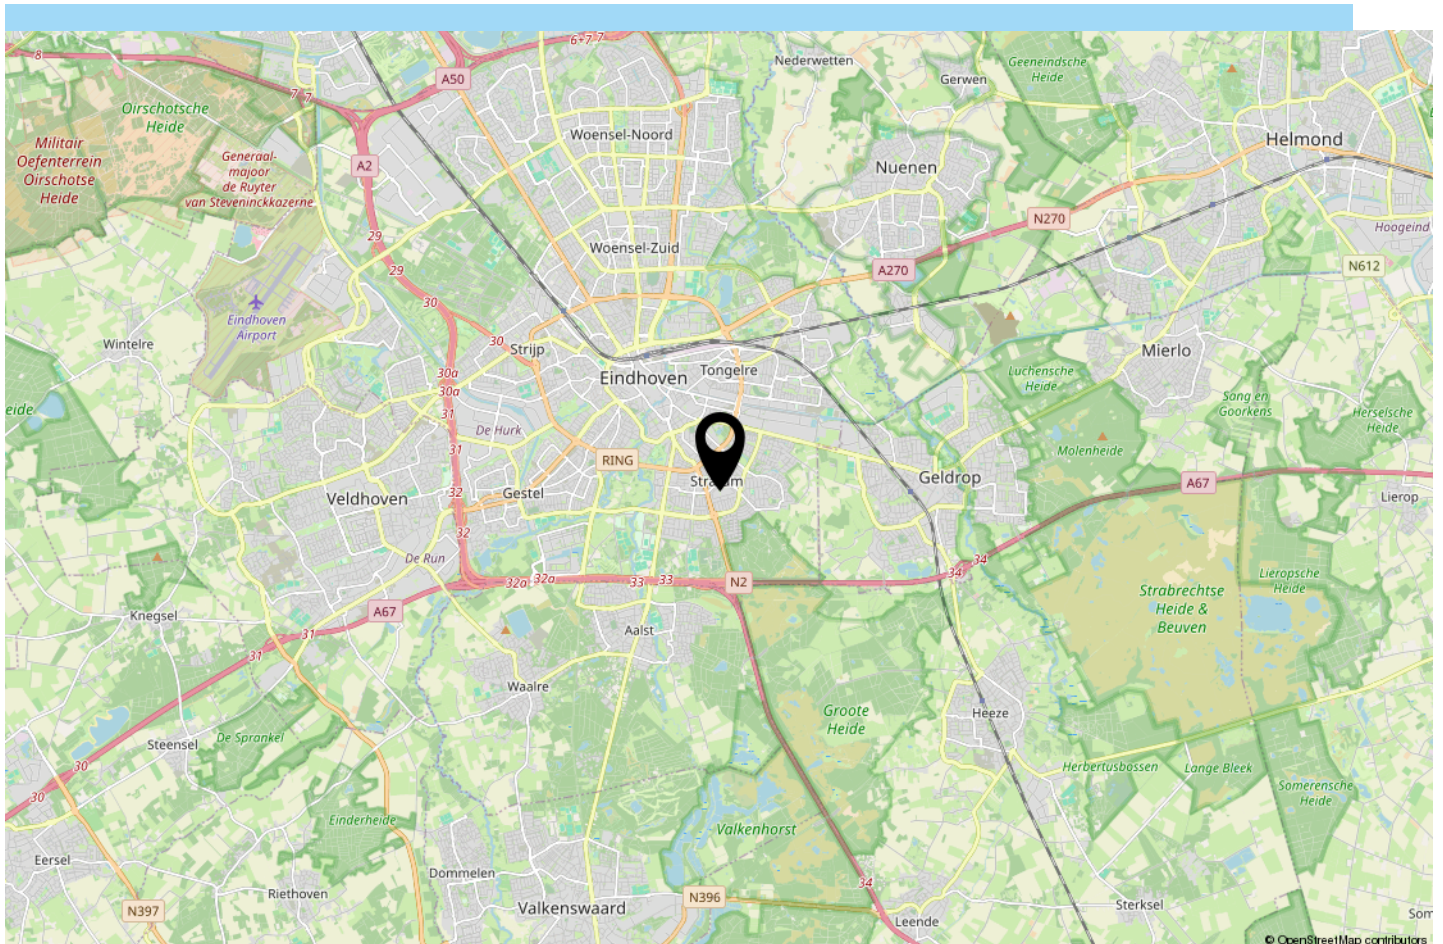 6+7 7
8
A50
Nederwetten
Gerwen
Geeneindsche
Heide
7 7
Oirschotsche
Heide
Woensel-Noord
Helmond
Militair
Oefenterrein
Oirschotse
Heide
Generaal-
majoor
de Ruyter
van Steveninckkazerne
A2
Nuenen
N270
29
Hoogeind
Woensel-Zuid
29
A270
N612
30
Eindhoven
Airport
30
Wintelre
Strijp
Mierlo
30a
Eindhoven
Tongelre
Luchensche
Heide
30a
eide
31
Sang en
Goorkens
Herselsche
Heide
De Hurk
31
Molenheide
RING
Geldrop
A67
Stra um
32
Veldhoven
Gestel
Lierop
32
De Run
34
34
32a
32a
33
33
N2
Lieropsche
Heide
Strabrechtse
Heide &
Beuven
Knegsel
A67
31
Aalst
31
Waalre
Groote
Heide
Heeze
De Sprankel
Steensel
Herbertusbossen
Lange Bleek
30
Somerensche
Heide
30
Einderheide
Valkenhorst
Eersel
Dommelen
34
Riethoven
N396
N397
Valkenswaard
Sterksel
Som
Leende
© OpenStreetMap contributors